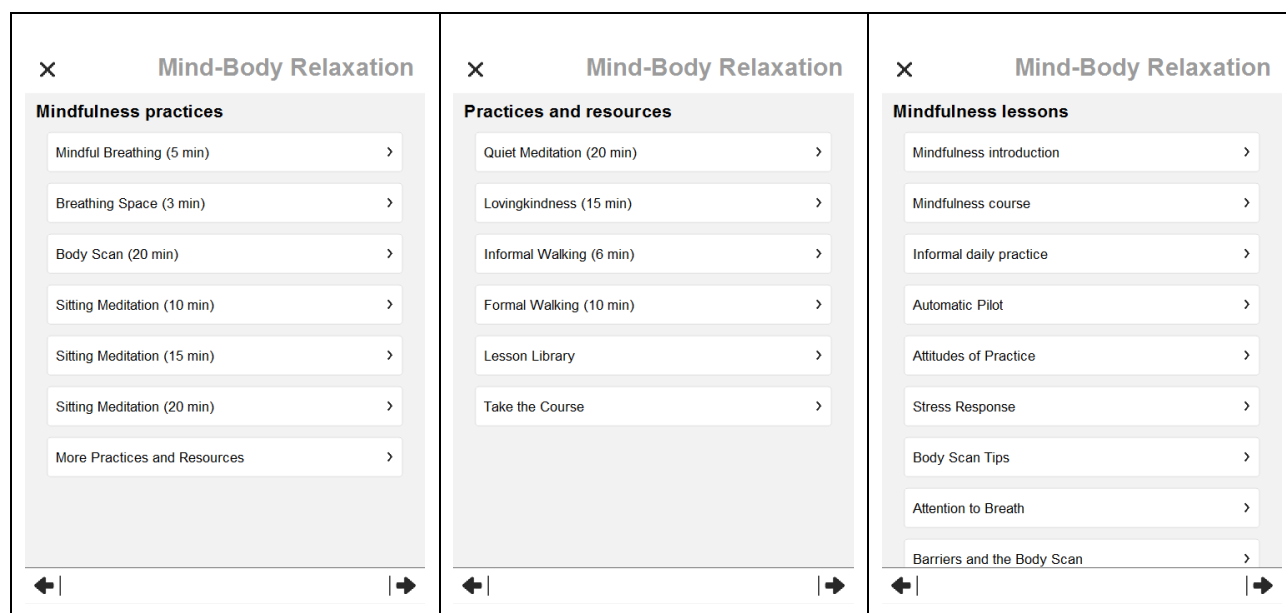 Mind-Body Relaxation
Mindfulness practices
Mindful Breathing (5 min)
Breathing Space (3 min)
Body Scan (20 min)
Sitting Meditation (10 min)
Sitting Meditation (15 min)
Sitting Meditation (20 min)
More Practices and Resources
Mind-Body Relaxation
Practices and resources
Quiet Meditation (20 min)
Lovingkindness (15 min)
Informal Walking (6 min)
Formal Walking (10 min)
Lesson Library
Take the Course
Mind-Body Relaxation
Mindfulness lessons
Mindfulness introduction
Mindfulness course
Informal daily practice
Automatic Pilot
Attitudes of Practice
Stress Response
Body Scan Tips
Attention to Breath
Barriers and the Body Scan